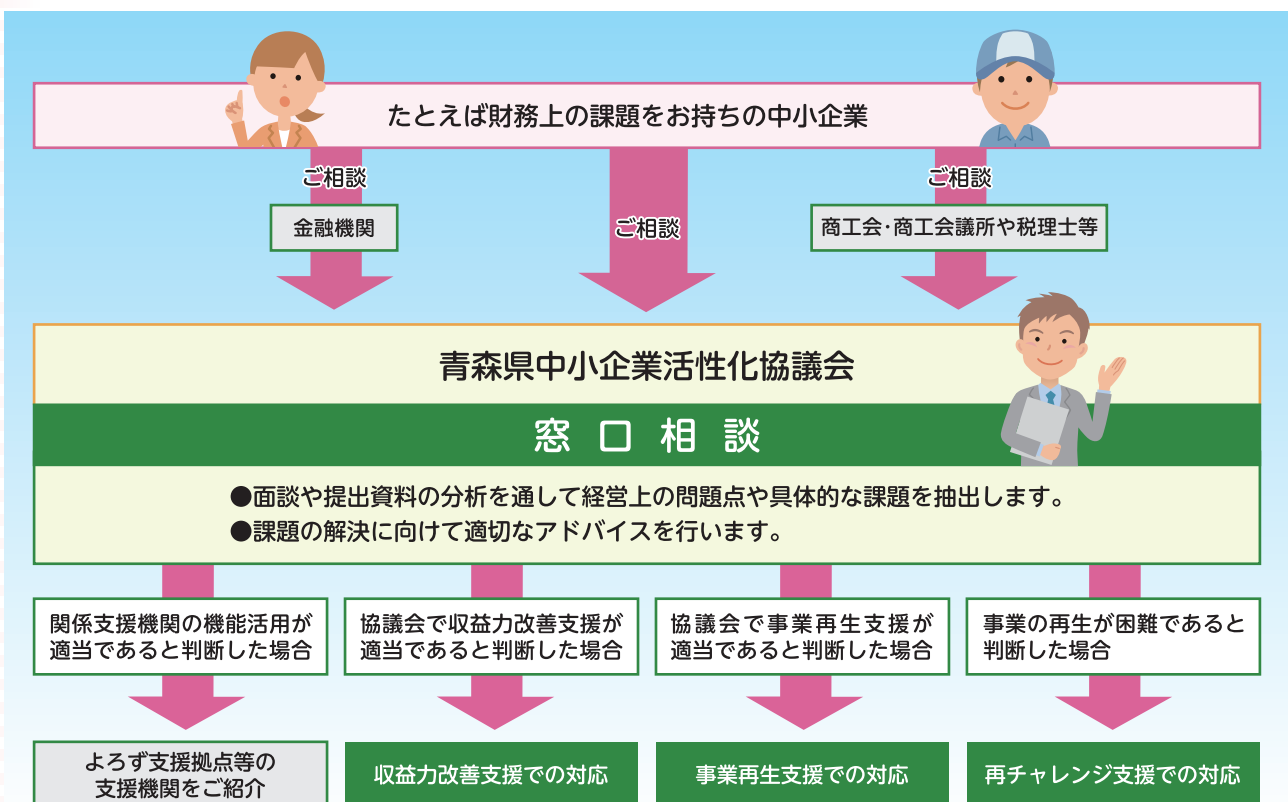 たとえば財務上の課題をお持ちの中小企業
ご相談
ご相談
ご相談
金融機関
商工会・商工会議所や税理士等
青森県中小企業活性化協議会
窓口相談
●面談や提出資料の分析を通して経営上の問題点や具体的な課題を抽出します。
●課題の解決に向けて適切なアドバイスを行います。
関係支援機関の機能活用が
適当であると判断した場合
協議会で収益力改善支援が
適当であると判断した場合
協議会で事業再生支援が
適当であると判断した場合
事業の再生が困難であると
判断した場合
よろず支援拠点等の
支援機関をご紹介
収益力改善支援での対応
事業再生支援での対応
再チャレンジ支援での対応